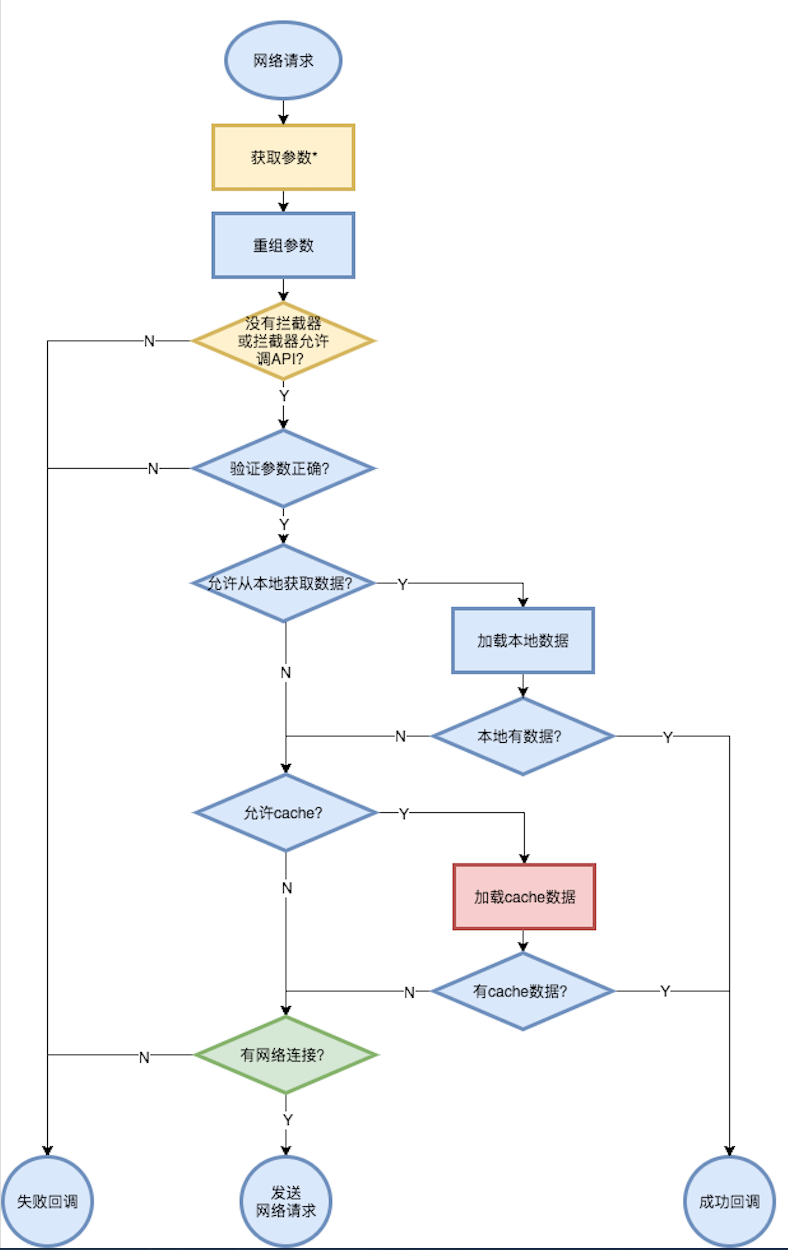 网络请求
获取参数*
重组参数
没有拦截器
或拦截器允许
调API?
N
Y
验证参数正确?
N
Y
允许从本地获取数据?
Y
加载本地数据
N
本地有数据?
N
Y
允许cache?
Y
加载cache数据
N
有cache数据?
N
Y
有网络连接?
N
Y
失败回调
发送
网络请求
成功回调